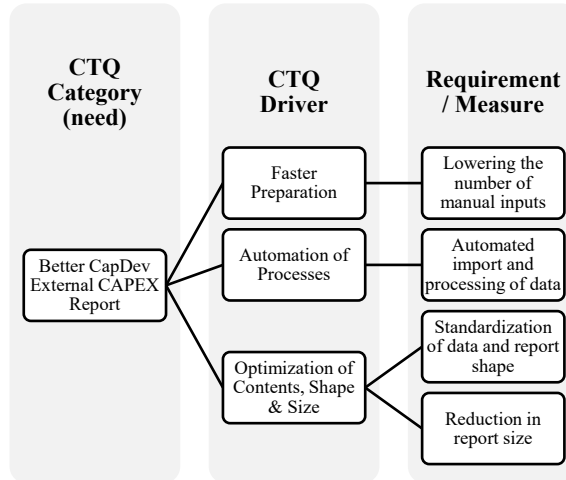 CTQ
Category
(need)
CTQ
Driver
Requirement
/ Measure
Better CapDev
External CAPEX
Report
Faster
Preparation
Automation of
Processes
Optimization of
Contents, Shape
& Size
Lowering the
number of
manual inputs
Automated
import and
processing of data
Standardization
of data and report
shape
Reduction in
report size